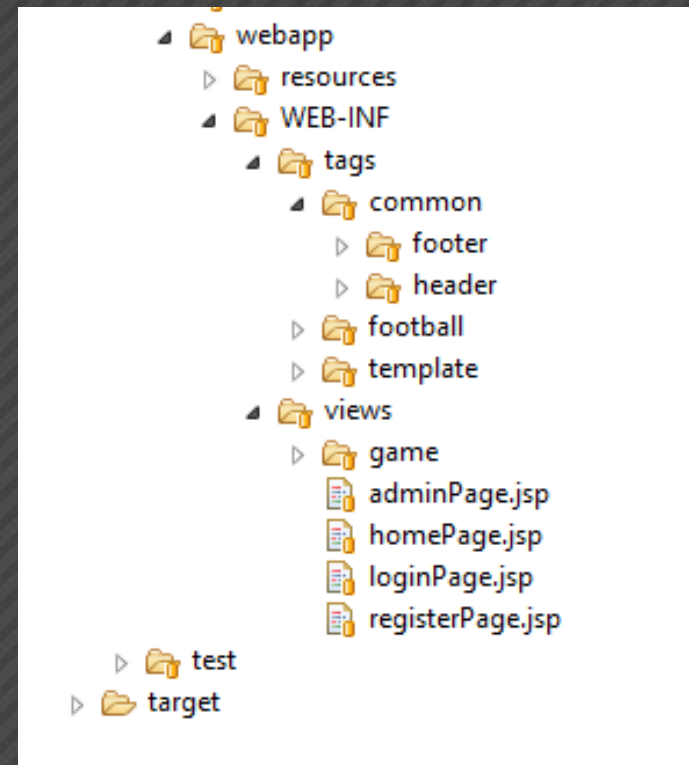 webapp
resources
WEB-INF
tags
common
footer
header
football
template
views
game
adminPage.jsp
homePage.jsp
loginPage.jsp
registerPage.jsp
test
target